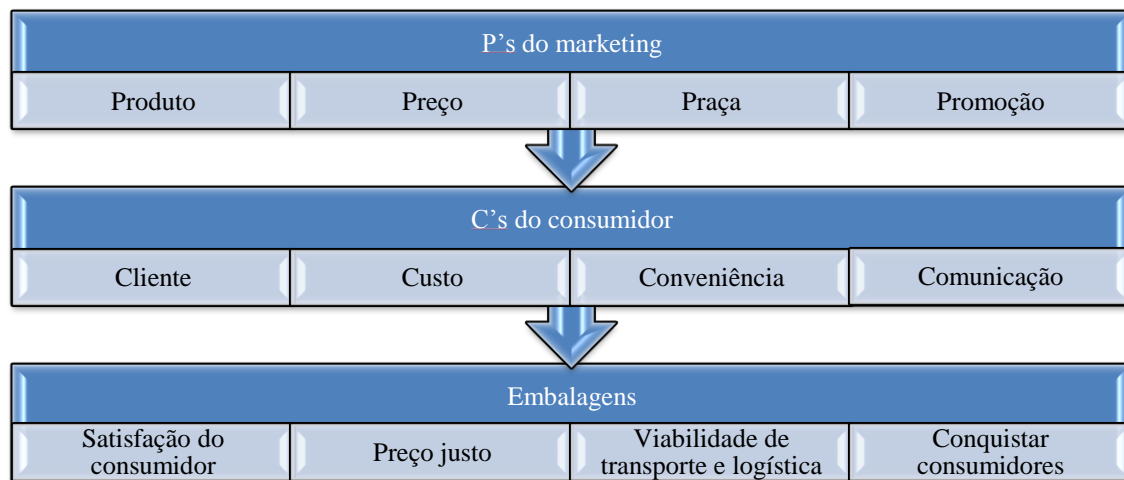 P's do marketing
Produto
Preço
Praça
Promoção
C's do consumidor
Cliente
Custo
Conveniência
Comunicação
Embalagens
Satisfação do
consumidor
Preço justo
Viabilidade de
transporte e logística
Conquistar
consumidores